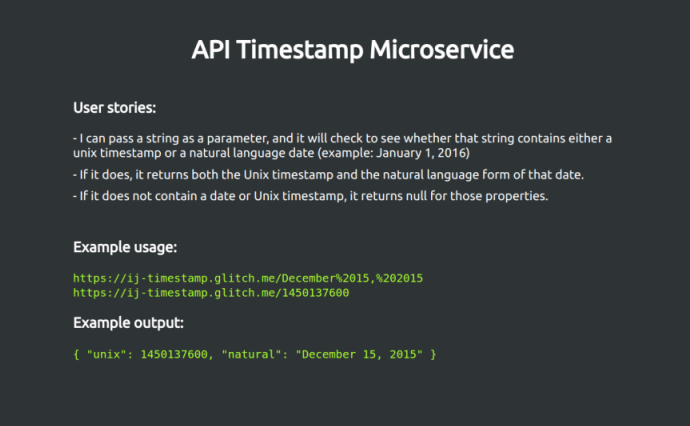 API Timestamp Microservice
User stories:
- I can pass a string as a parameter, and it will check to see whether that string contains either a
unix timestamp or a natural language date (example: January 1, 2016)
- If it does, it returns both the Unix timestamp and the natural language form of that date.
- If it does not contain a date or Unix timestamp, it returns null for those properties.
Example usage:
https://ij-timestamp.glitch.me/December%2015,%202015
https://ij-timestamp.glitch.me/1450137600
Example output:
{ "unix": 1450137600, "natural": "December 15, 2015" }